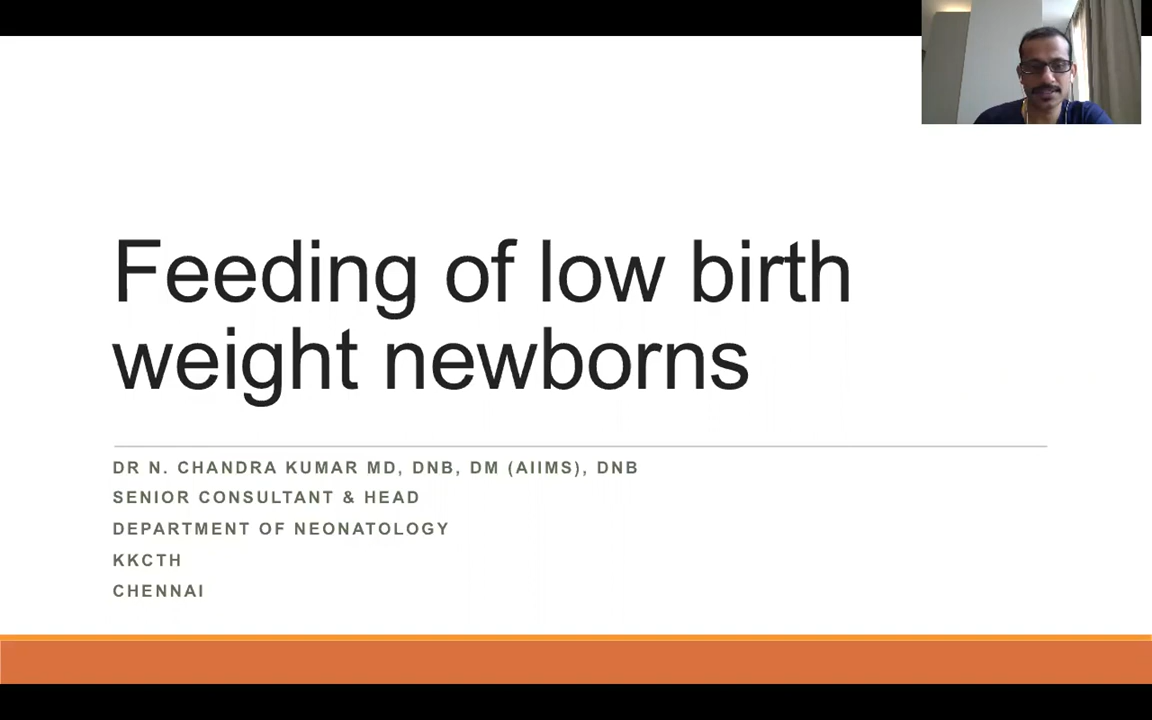 Feeding of low birth
weight newborns
DR N. CHANDRA KUMAR MD, DNB, DM (AIIMS), DNB
SENIOR CONSULTANT & HEAD
DEPARTMENT OF NEONATOLOGY
KKCTH
CHENNAI